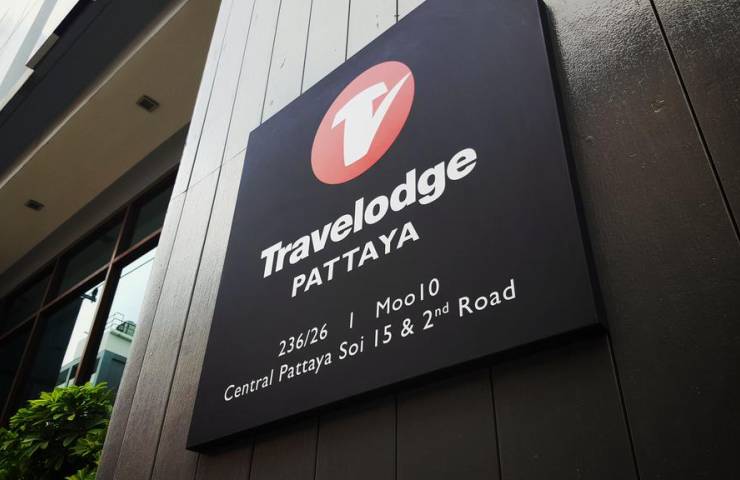 Travelodge
PATTAYA
236/26 | Moo10
Central Pattaya Soi 15 & 2nd Road